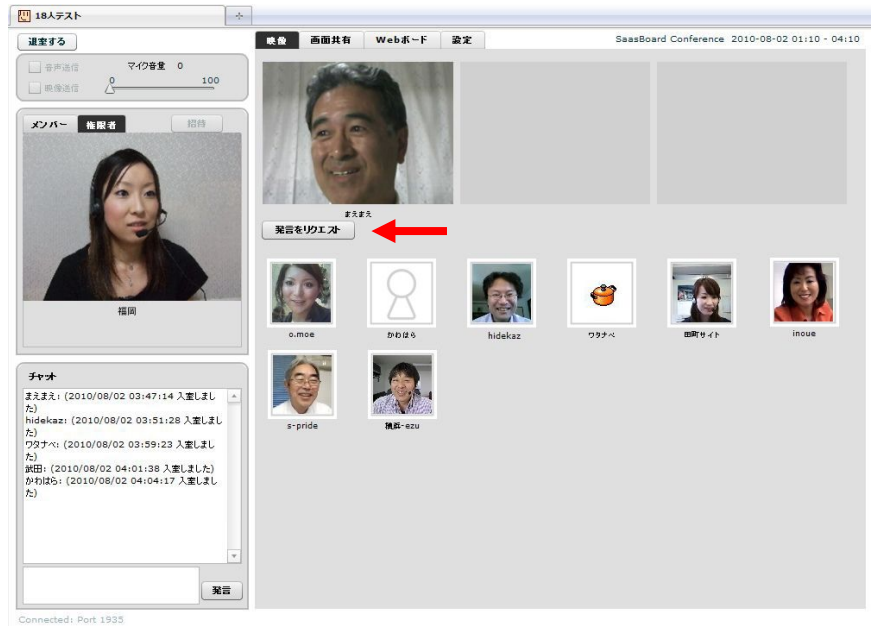 18人テスト
退室する
映像 画面共有 Webボード 設定
SaasBoard Conference 2010-08-02 01:10 - 04:10
音声送信
マイク音量 0
映像送信
0 100
メンバー 権限者 招待
福岡
まえまえ
発言をリクエスト
o.moe かわはら hidekaz ワタナベ 田町サイト inoue
s-pride 横浜-ezu
チャット
まえまえ: (2010/08/02 03:47:14 入室しまし
た)
hidekaz: (2010/08/02 03:51:28 入室しまし
た)
ワタナベ: (2010/08/02 03:59:23 入室しまし
た)
武田: (2010/08/02 04:01:38 入室しました)
かわはら: (2010/08/02 04:04:17 入室しまし
た)
発言
Connected: Port 1935